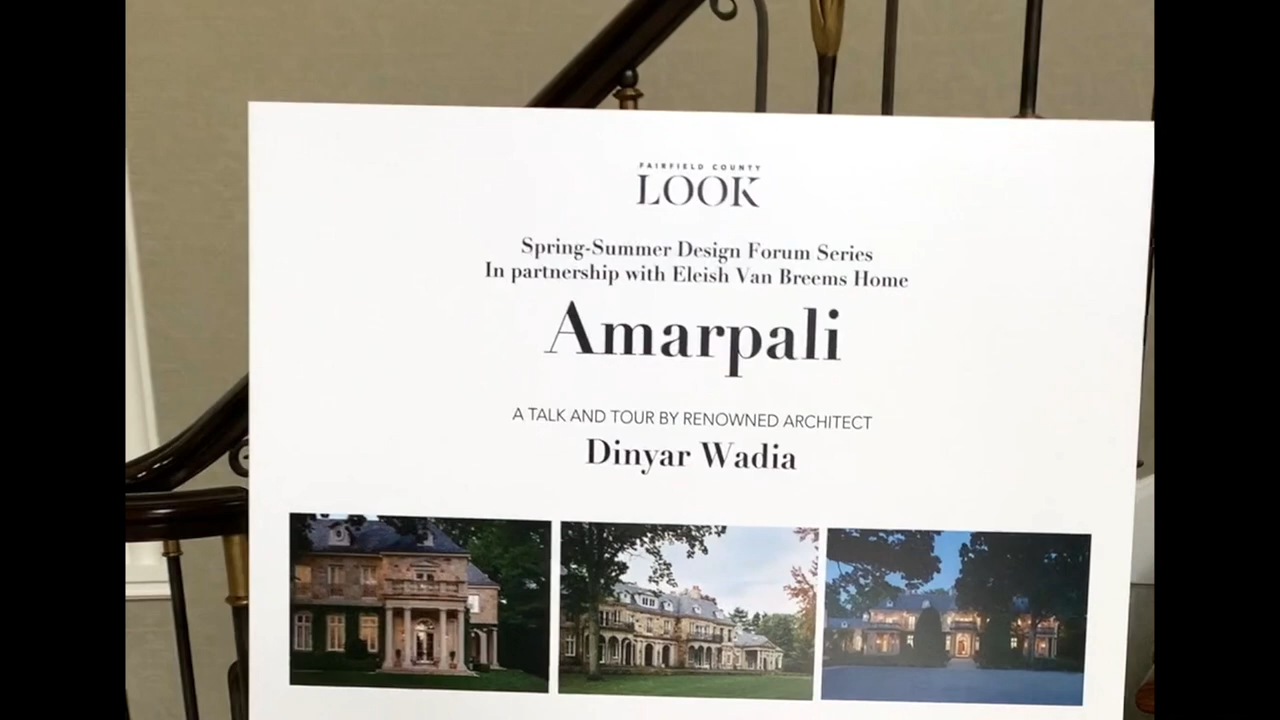 FAIRFIELD COUNTY
LOOK
Spring-Summer Design Forum Series
In partnership with Eleish Van Breems Home
Amarpali
A TALK AND TOUR BY RENOWNED ARCHITECT
Dinyar Wadia